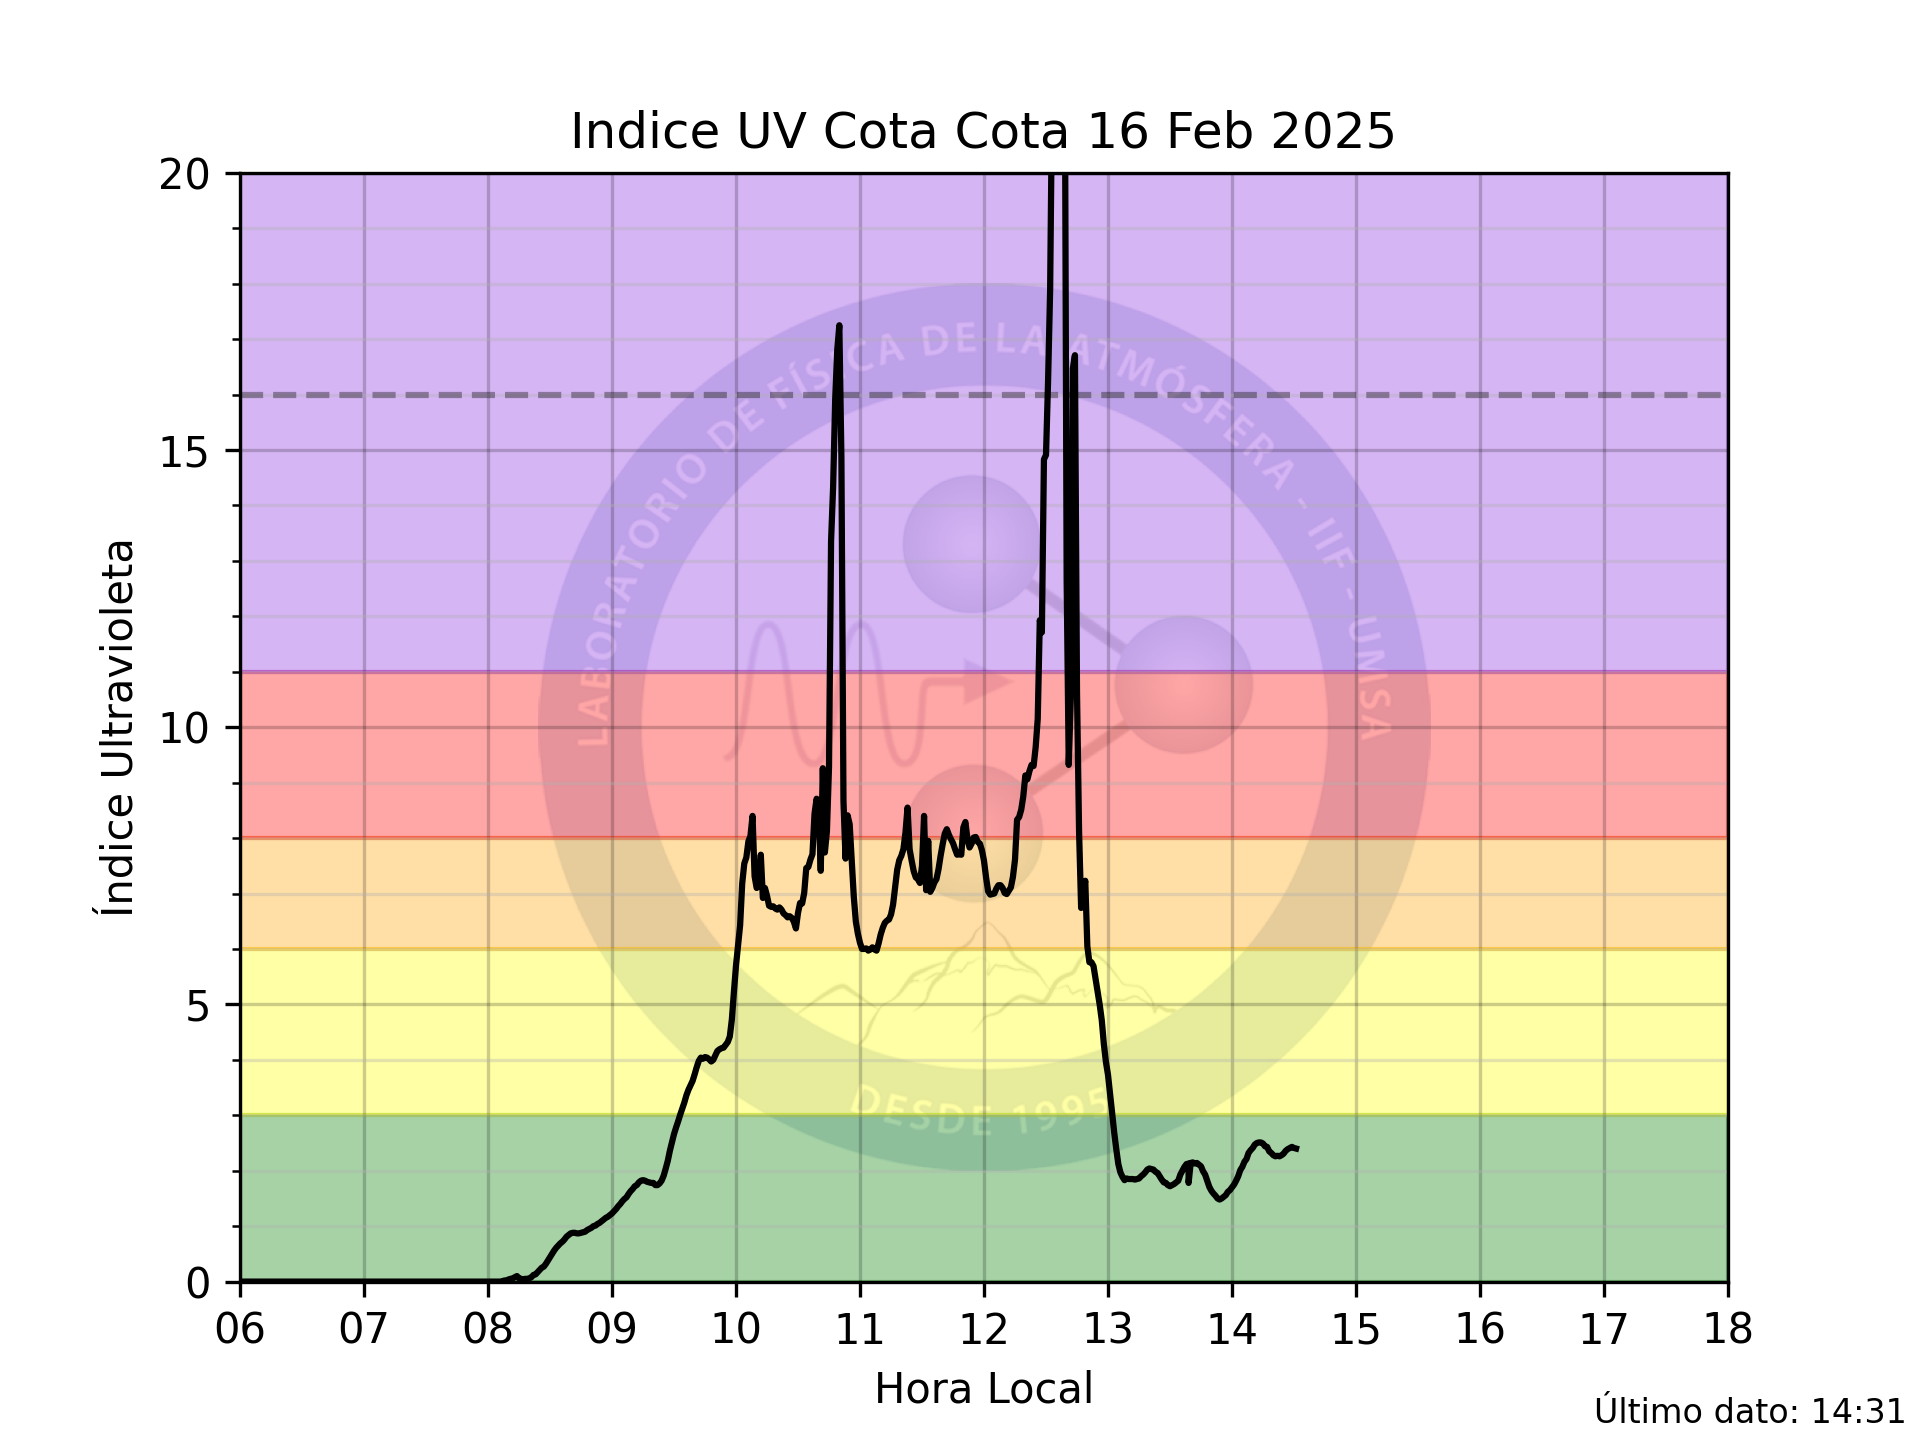 Indice UV Cota Cota 16 Feb 2025
20
15
10
5
0
Índice Ultravioleta
LABORATORIO DE FÍSICA DE LA ATMÓSFERA - IIF - UMSA
DESDE 1995
06 07 08 09 10 11 12 13 14 15 16 17 18
Hora Local
Último dato: 14:31